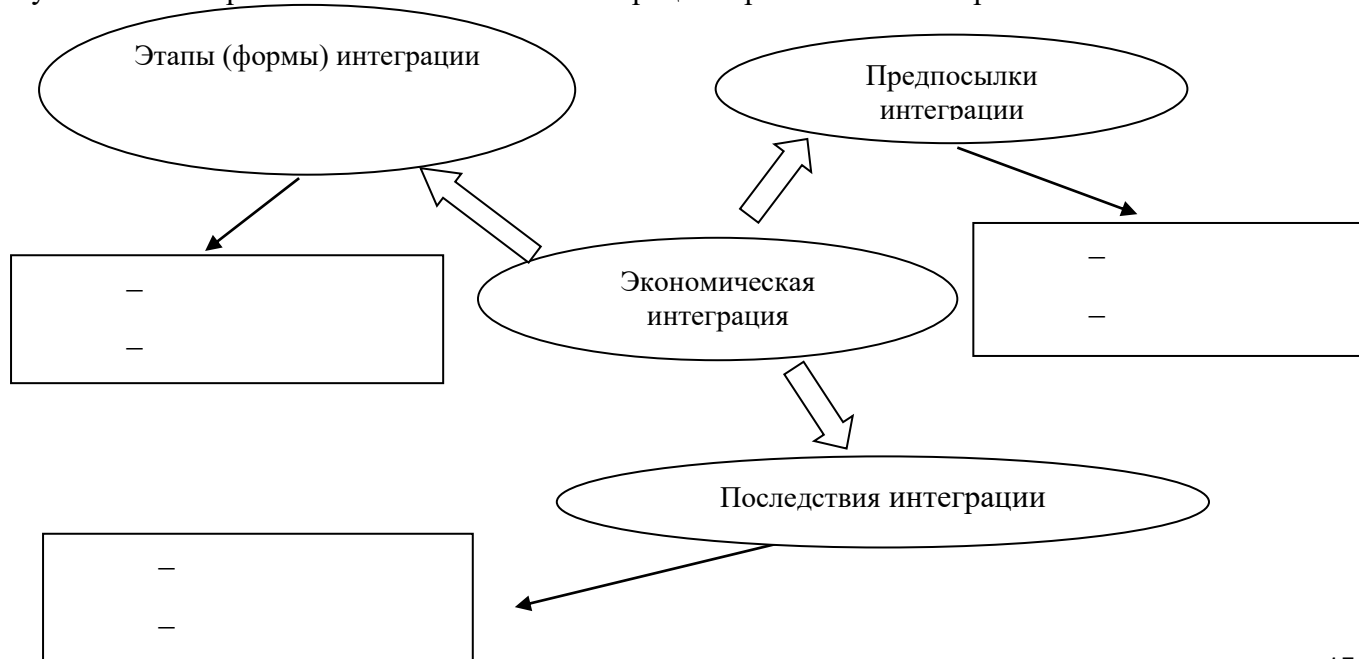 Этапы (формы) интеграции
Предпосылки
интеграции
Экономическая
интеграция
–
–
–
–
Последствия интеграции
–
–